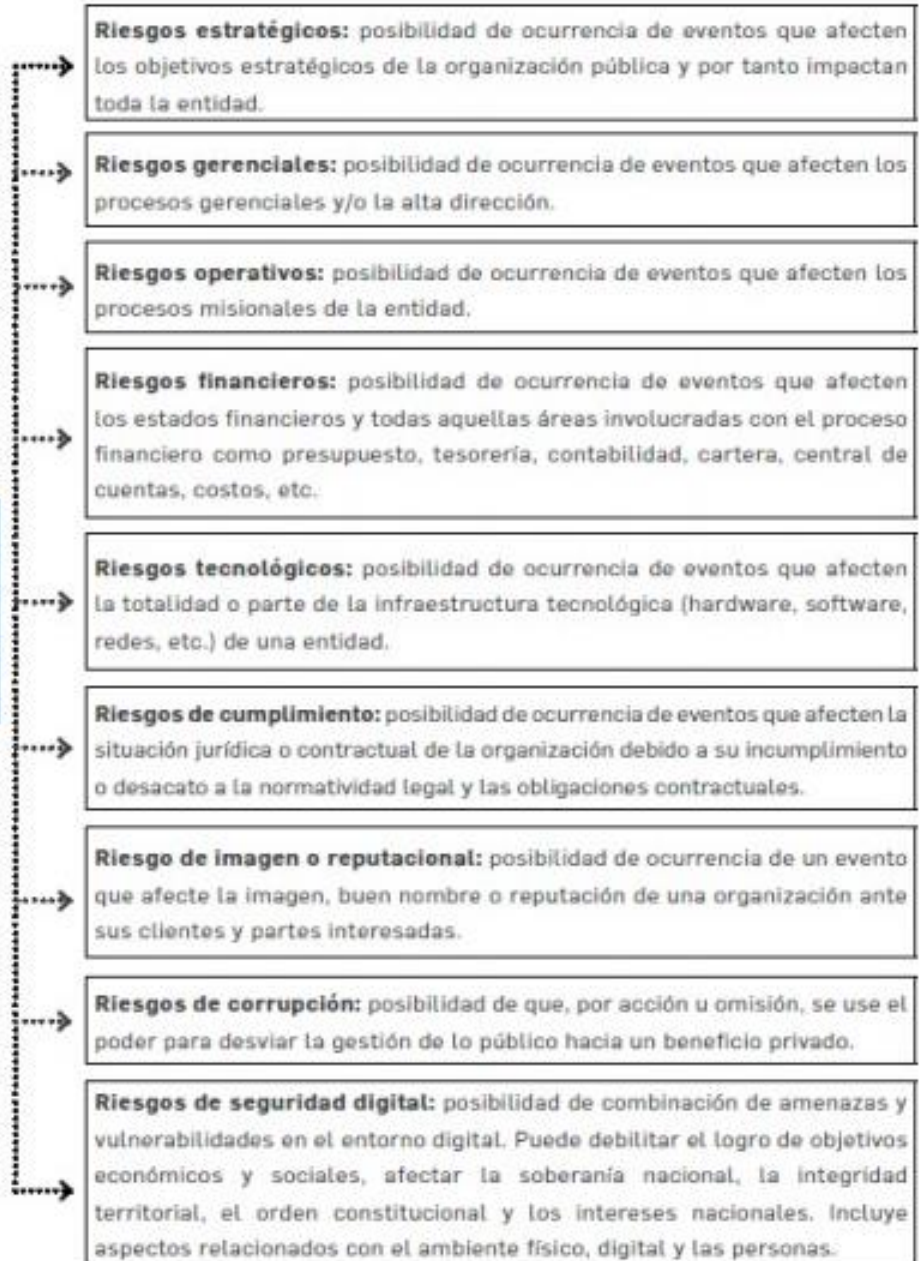 Riesgos estratégicos: posibilidad de ocurrencia de eventos que afecten
los objetivos estratégicos de la organización pública y por tanto impactan
toda la entidad.
Riesgos gerenciales: posibilidad de ocurrencia de eventos que afecten los
procesos gerenciales y/o la alta dirección.
Riesgos operativos: posibilidad de ocurrencia de eventos que afecten los
procesos misionales de la entidad.
Riesgos financieros: posibilidad de ocurrencia de eventos que afecten
los estados financieros y todas aquellas áreas involucradas con el proceso
financiero como presupuesto, tesorería, contabilidad, cartera, central de
cuentas, costos, etc.
Riesgos tecnológicos: posibilidad de ocurrencia de eventos que afecten
la totalidad o parte de la infraestructura tecnológica (hardware, software,
redes, etc.) de una entidad.
Riesgos de cumplimiento: posibilidad de ocurrencia de eventos que afecten la
situación jurídica o contractual de la organización debido a su incumplimiento
o desacato a la normatividad legal y las obligaciones contractuales.
Riesgo de imagen o reputacional: posibilidad de ocurrencia de un evento
que afecte la imagen, buen nombre o reputación de una organización ante
sus clientes y partes interesadas.
Riesgos de corrupción: posibilidad de que, por acción u omisión, se use el
poder para desviar la gestión de lo público hacia un beneficio privado.
Riesgos de seguridad digital: posibilidad de combinación de amenazas y
vulnerabilidades en el entorno digital. Puede debilitar el logro de objetivos
económicos y sociales, afectar la soberanía nacional, la integridad
territorial, el orden constitucional y los intereses nacionales. Incluye
aspectos relacionados con el ambiente físico, digital y las personas.